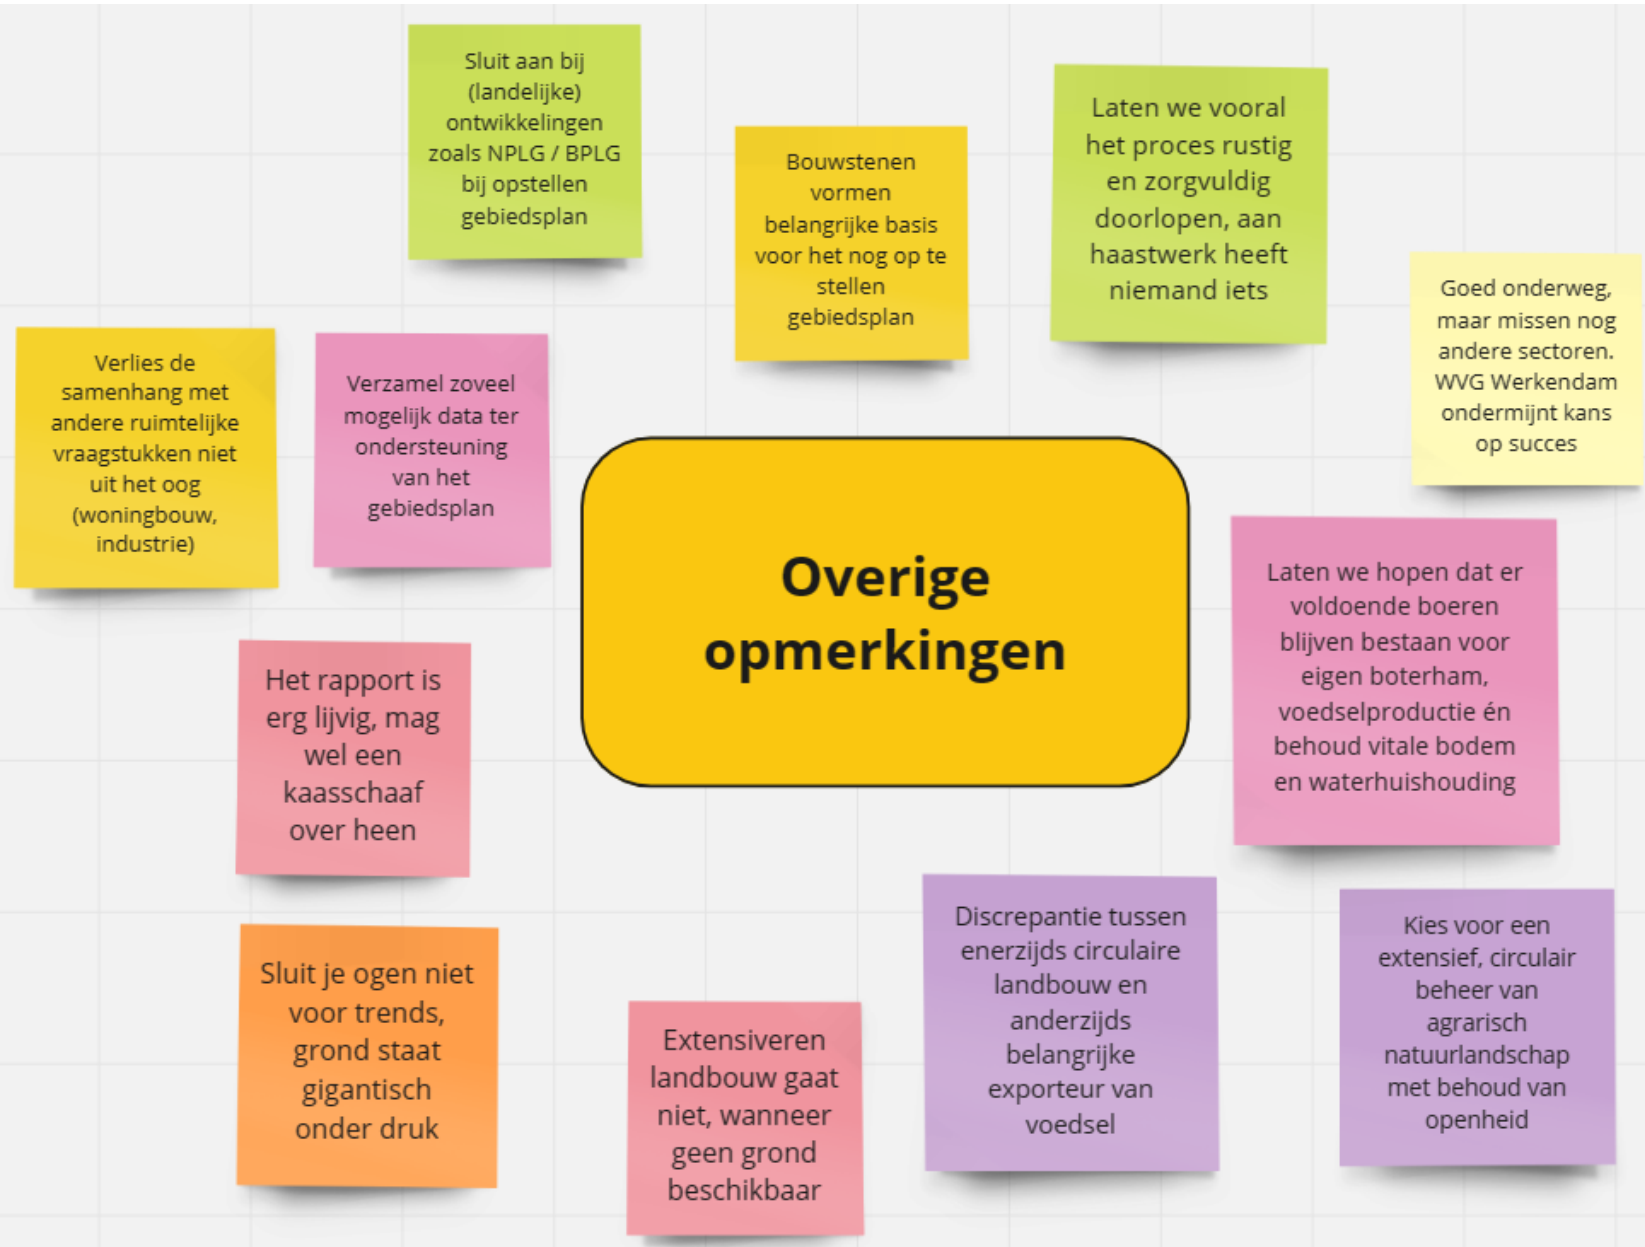 Sluit aan bij
(landelijke)
ontwikkelingen
zoals NPLG / BPLG
bij opstellen
gebiedsplan
Bouwstenen
vormen
belangrijke basis
voor het nog op te
stellen
gebiedsplan
Laten we vooral
het proces rustig
en zorgvuldig
doorlopen, aan
haastwerk heeft
niemand iets
Goed onderweg,
maar missen nog
andere sectoren.
WVG Werkendam
ondermijnt kans
op succes
Verlies de
samenhang met
andere ruimtelijke
vraagstukken niet
uit het oog
(woningbouw,
industrie)
Verzamel zoveel
mogelijk data ter
ondersteuning
van het
gebiedsplan
Overige
opmerkingen
Laten we hopen dat er
voldoende boeren
blijven bestaan voor
eigen boterham,
voedselproductie én
behoud vitale bodem
en waterhuishouding
Het rapport is
erg lijvig, mag
wel een
kaasschaaf
over heen
Sluit je ogen niet
voor trends,
grond staat
gigantisch
onder druk
Extensiveren
landbouw gaat
niet, wanneer
geen grond
beschikbaar
Discrepantie tussen
enerzijds circulaire
landbouw en
anderzijds
belangrijke
exporteur van
voedsel
Kies voor een
extensief, circulair
beheer van
agrarisch
natuurlandschap
met behoud van
openheid